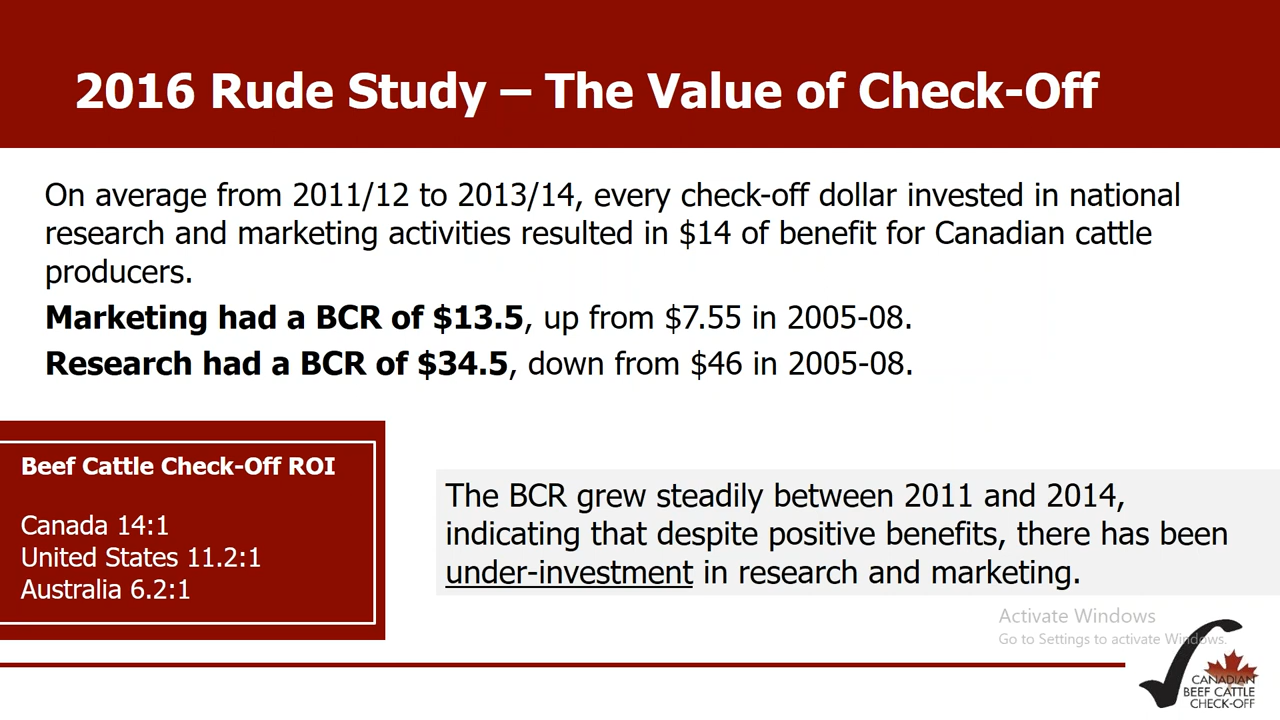 2016 Rude Study – The Value of Check-Off
On average from 2011/12 to 2013/14, every check-off dollar invested in national
research and marketing activities resulted in $14 of benefit for Canadian cattle
producers.
Marketing had a BCR of $13.5, up from $7.55 in 2005-08.
Research had a BCR of $34.5, down from $46 in 2005-08.
Beef Cattle Check-Off ROI
Canada 14:1
United States 11.2:1
Australia 6.2:1
The BCR grew steadily between 2011 and 2014,
indicating that despite positive benefits, there has been
under-investment in research and marketing.
Activate Windows
Go to Settings to activate Windows.
CANADIAN
BEEF CATTLE
CHECK-OFF